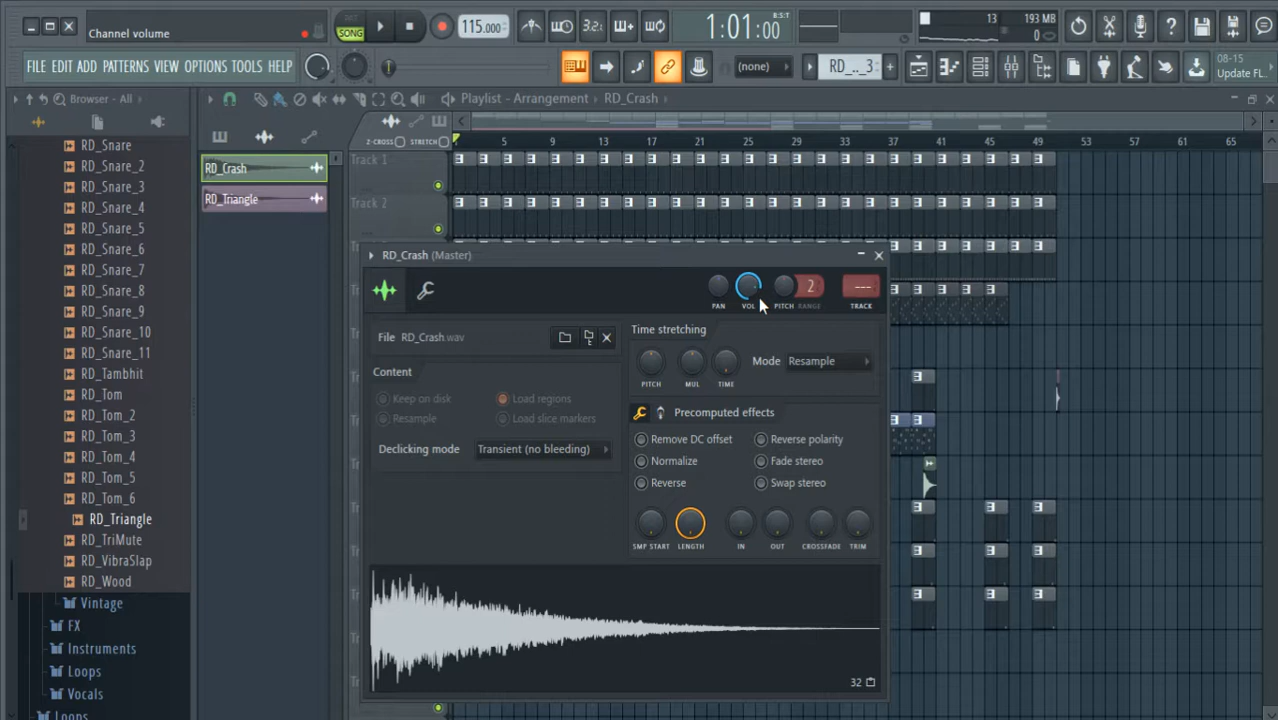 Channel volume
PAT
SONG
115.000
3.2.
1:01:00
B:S:T
13
193 MB
0
FILE EDIT ADD PATTERNS VIEW OPTIONS TOOLS HELP
(none)
RD_.._3
08-15
Update FL..
Browser - All
Playlist - Arrangement
RD_Crash
Z-CROSS
STRETCH
5 9 13 17 21 25 29 33 37 41 45 49 53 57 61 65
RD_Snare
RD_Snare_2
RD_Snare_3
RD_Snare_4
RD_Snare_5
RD_Snare_6
RD_Snare_7
RD_Snare_8
RD_Snare_9
RD_Snare_10
RD_Snare_11
RD_Tambhit
RD_Tom
RD_Tom_2
RD_Tom_3
RD_Tom_4
RD_Tom_5
RD_Tom_6
RD_Triangle
RD_TriMute
RD_VibraSlap
RD_Wood
Vintage
FX
Instruments
Loops
Vocals
Loops
RD_Crash
RD_Triangle
Track 1
Track 2
RD_Crash (Master)
2
---
PAN
VOL
PITCH
RANGE
TRACK
File RD_Crash.wav
Content
Keep on disk
Load regions
Resample
Load slice markers
Declicking mode
Transient (no bleeding)
Time stretching
PITCH
MUL
TIME
Mode Resample
Precomputed effects
Remove DC offset
Reverse polarity
Normalize
Fade stereo
Reverse
Swap stereo
SMP START
LENGTH
IN
OUT
CROSSFADE
TRIM
32